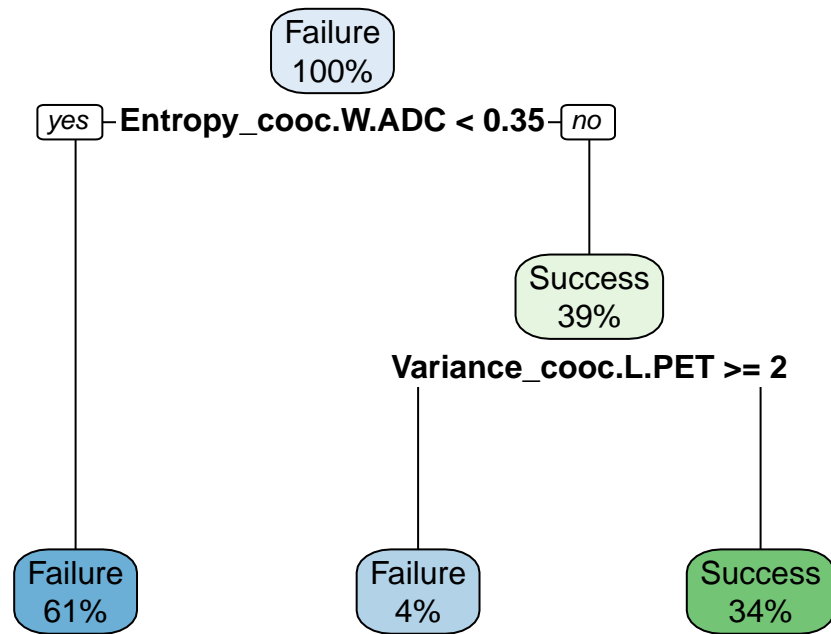 Failure
100%
yes Entropy_cooc.W.ADC < 0.35 no
Success
39%
Variance_cooc.L.PET >= 2
Failure
61%
Failure
4%
Success
34%